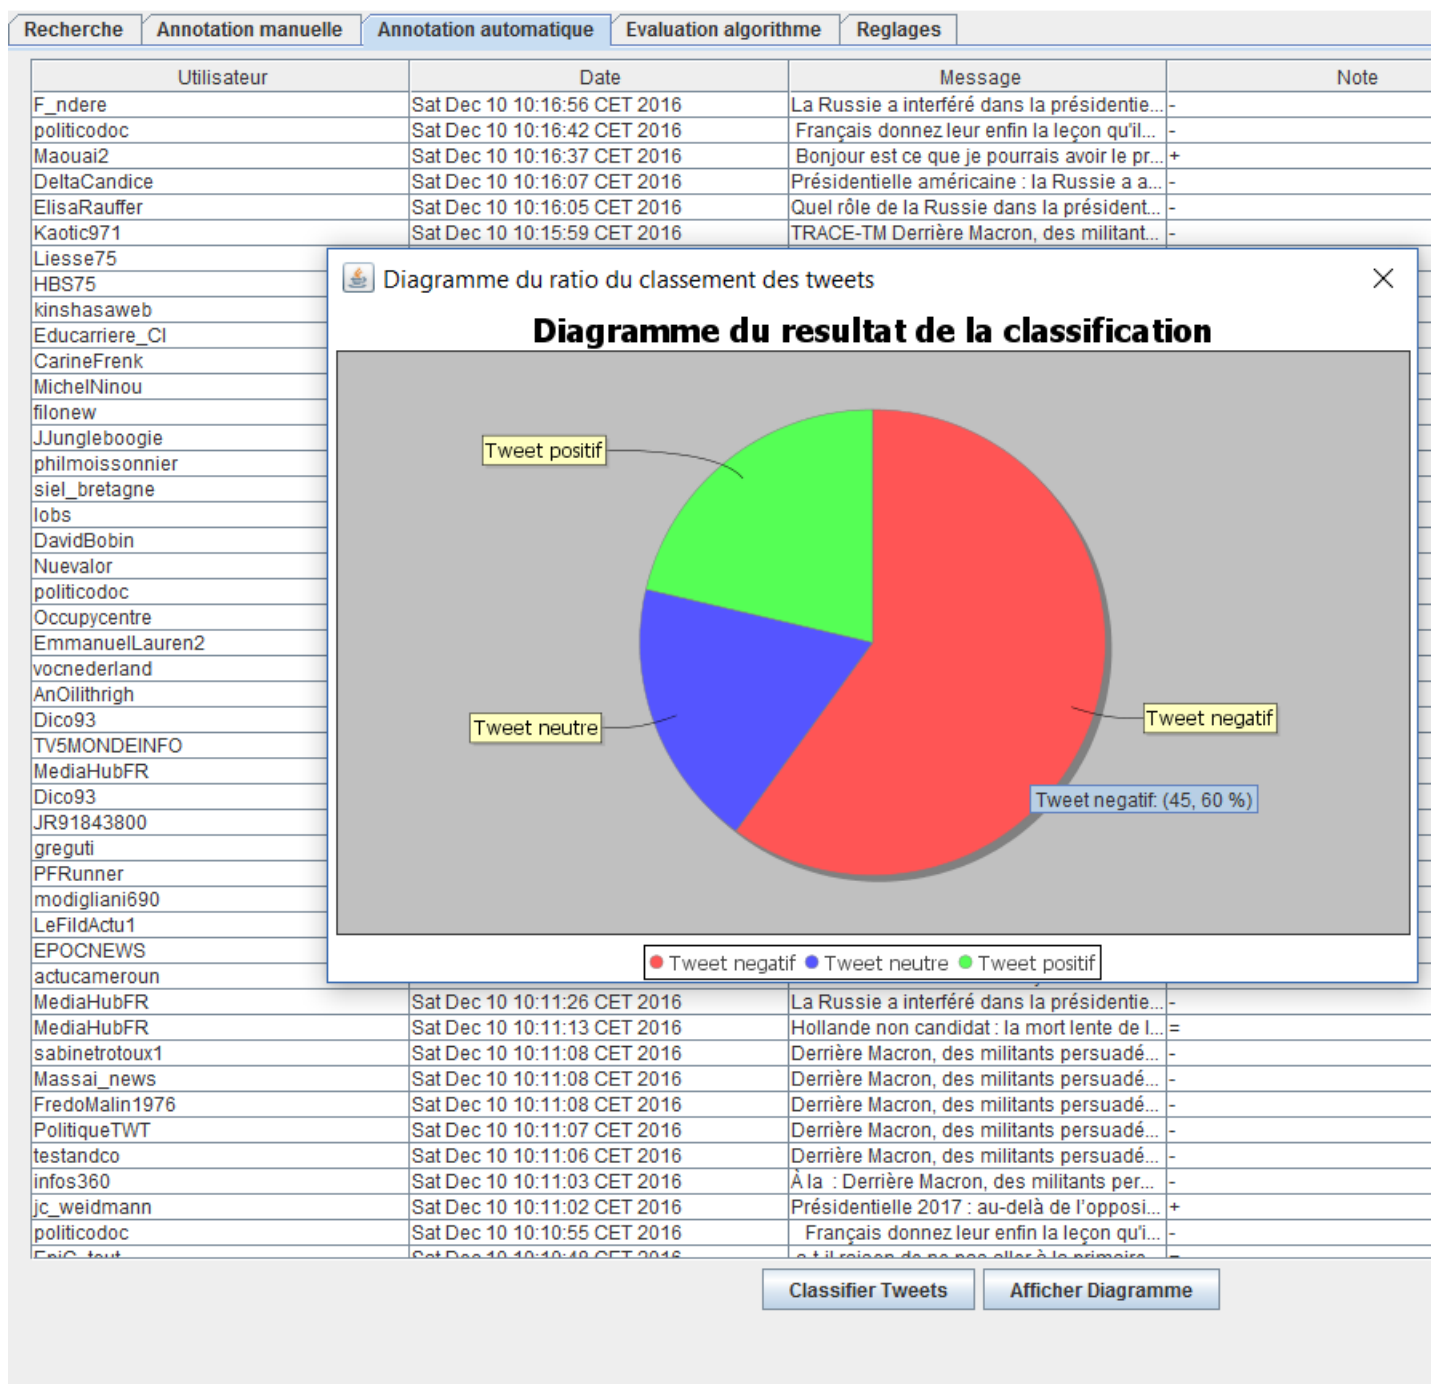 Recherche Annotation manuelle Annotation automatique Evaluation algorithme Reglages
Utilisateur Date Message Note
F_ndere Sat Dec 10 10:16:56 CET 2016 La Russie a interféré dans la présidentie... -
politicodoc Sat Dec 10 10:16:42 CET 2016 Français donnez leur enfin la leçon qu'il... -
Maouai2 Sat Dec 10 10:16:37 CET 2016 Bonjour est ce que je pourrais avoir le pr... +
DeltaCandice Sat Dec 10 10:16:07 CET 2016 Présidentielle américaine : la Russie a a... -
ElisaRauffer Sat Dec 10 10:16:05 CET 2016 Quel rôle de la Russie dans la président... -
Kaotic971 Sat Dec 10 10:15:59 CET 2016 TRACE-TM Derrière Macron, des militant... -
Liesse75
HBS75
kinshasaweb
Educarriere_CI
CarineFrenk
MichelNinou
filonew
JJungleboogie
philmoissonnier
siel_bretagne
lobs
DavidBobin
Nuevalor
politicodoc
Occupycentre
EmmanuelLauren2
vocnederland
AnOilithrigh
Dico93
TV5MONDEINFO
MediaHubFR
Dico93
JR91843800
greguti
PFRunner
modigliani690
LeFildActu1
EPOCNEWS
actucameroun
Diagramme du ratio du classement des tweets
Diagramme du resultat de la classification
Tweet positif
Tweet neutre
Tweet negatif
Tweet negatif: (45, 60 %)
Tweet negatif Tweet neutre Tweet positif
MediaHubFR Sat Dec 10 10:11:26 CET 2016 La Russie a interféré dans la présidentie... -
MediaHubFR Sat Dec 10 10:11:13 CET 2016 Hollande non candidat : la mort lente de l... =
sabinetrotoux1 Sat Dec 10 10:11:08 CET 2016 Derrière Macron, des militants persuadé... -
Massai_news Sat Dec 10 10:11:08 CET 2016 Derrière Macron, des militants persuadé... -
FredoMalin1976 Sat Dec 10 10:11:08 CET 2016 Derrière Macron, des militants persuadé... -
PolitiqueTWT Sat Dec 10 10:11:07 CET 2016 Derrière Macron, des militants persuadé... -
testandco Sat Dec 10 10:11:06 CET 2016 Derrière Macron, des militants persuadé... -
infos360 Sat Dec 10 10:11:03 CET 2016 À la : Derrière Macron, des militants per... -
jc_weidmann Sat Dec 10 10:11:02 CET 2016 Présidentielle 2017 : au-delà de l'opposi... +
politicodoc Sat Dec 10 10:10:55 CET 2016 Français donnez leur enfin la leçon qu'i... -
a-t-il raison de ne pas aller à la primaire
Classifier Tweets Afficher Diagramme